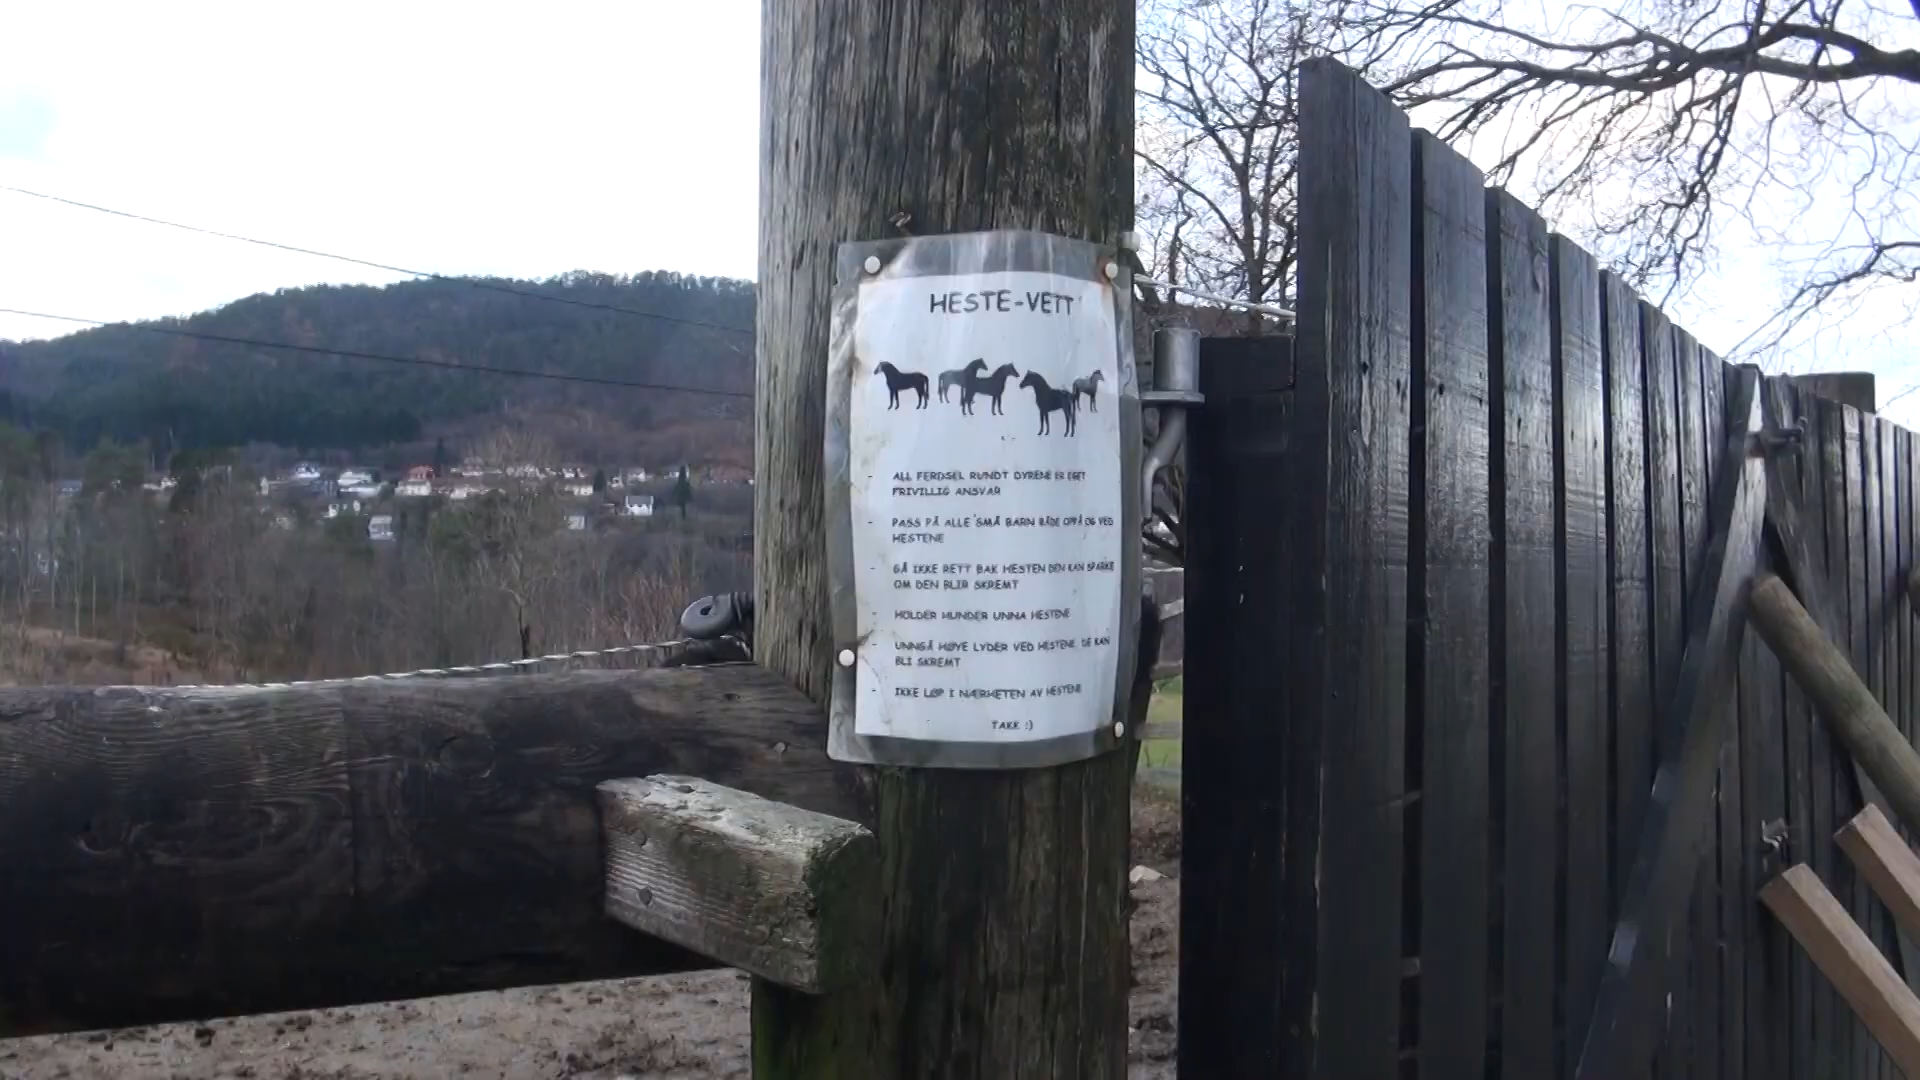 HESTE-VETT
- ALL FERDSEL RUNDT DYRENE ER EGET
FRIVILLIG ANSVAR
- PASS PÅ ALLE SMÅ BARN BÅDE OPPÅ OG VED
HESTENE
- GÅ IKKE RETT BAK HESTEN DEN KAN SPARKE
OM DEN BLIR SKREMT
- HOLDER HUNDER UNNA HESTENE
- UNNGÅ HØYE LYDER VED HESTENE DE KAN
BLI SKREMT
- IKKE LØP I NÆRHETEN AV HESTENE
TAKK :)